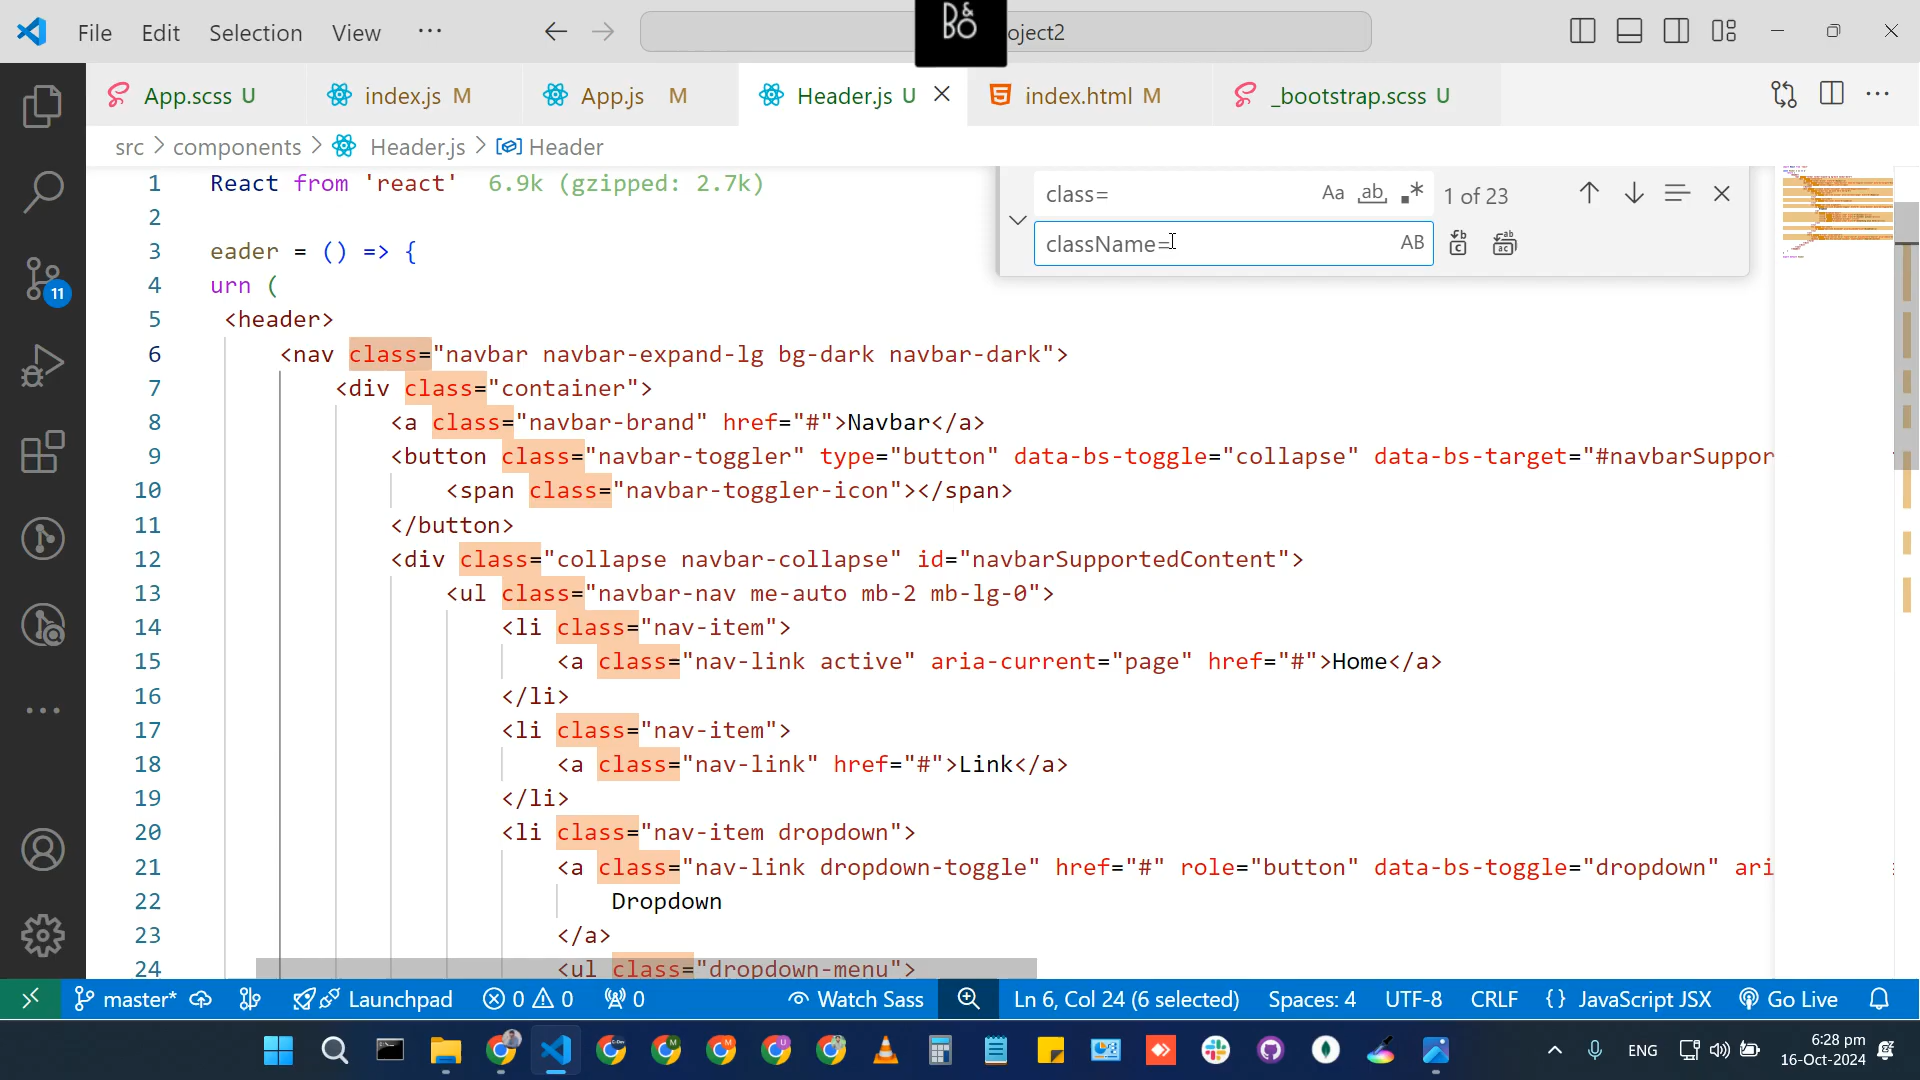 File Edit Selection View ··· B&O oject2
App.scss U index.js M App.js M Header.js U index.html M _bootstrap.scss U
src > components > Header.js > Header
class= Aa ab 1 of 23
className= AB
1 React from 'react' 6.9k (gzipped: 2.7k)
2
3 eader = () => {
4 urn (
5 <header>
6 <nav class="navbar navbar-expand-lg bg-dark navbar-dark">
7 <div class="container">
8 <a class="navbar-brand" href="#">Navbar</a>
9 <button class="navbar-toggler" type="button" data-bs-toggle="collapse" data-bs-target="#navbarSuppor
10 <span class="navbar-toggler-icon"></span>
11 </button>
12 <div class="collapse navbar-collapse" id="navbarSupportedContent">
13 <ul class="navbar-nav me-auto mb-2 mb-lg-0">
14 <li class="nav-item">
15 <a class="nav-link active" aria-current="page" href="#">Home</a>
16 </li>
17 <li class="nav-item">
18 <a class="nav-link" href="#">Link</a>
19 </li>
20 <li class="nav-item dropdown">
21 <a class="nav-link dropdown-toggle" href="#" role="button" data-bs-toggle="dropdown" ari
22 Dropdown
23 </a>
24 <ul class="dropdown-menu">
11
master* Launchpad 0 0 0 Watch Sass Ln 6, Col 24 (6 selected) Spaces: 4 UTF-8 CRLF {} JavaScript JSX Go Live
ENG 6:28 pm
16-Oct-2024